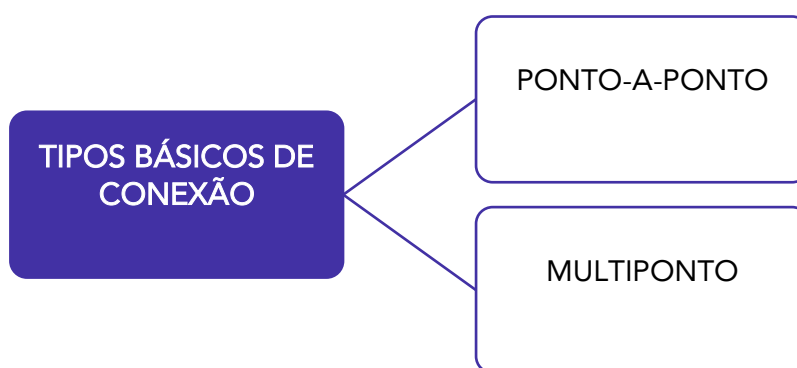 TIPOS BÁSICOS DE
CONEXÃO
PONTO-A-PONTO
MULTIPONTO